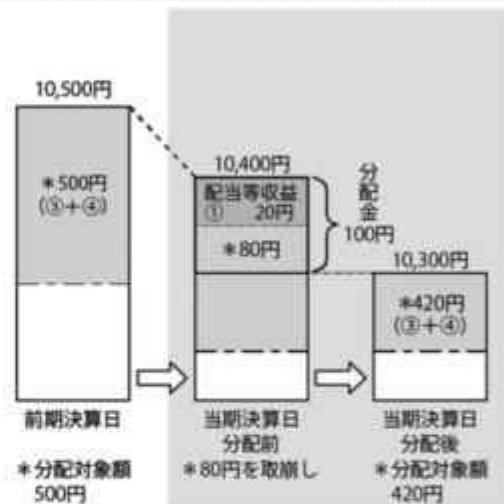 10,500円
*500円
(③+④)
前期決算日
*分配対象額
500円
10,400円
配当等収益
① 20円
*80円
分配金
100円
当期決算日
分配前
*80円を取崩し
10,300円
*420円
(③+④)
当期決算日
分配後
*分配対象額
420円